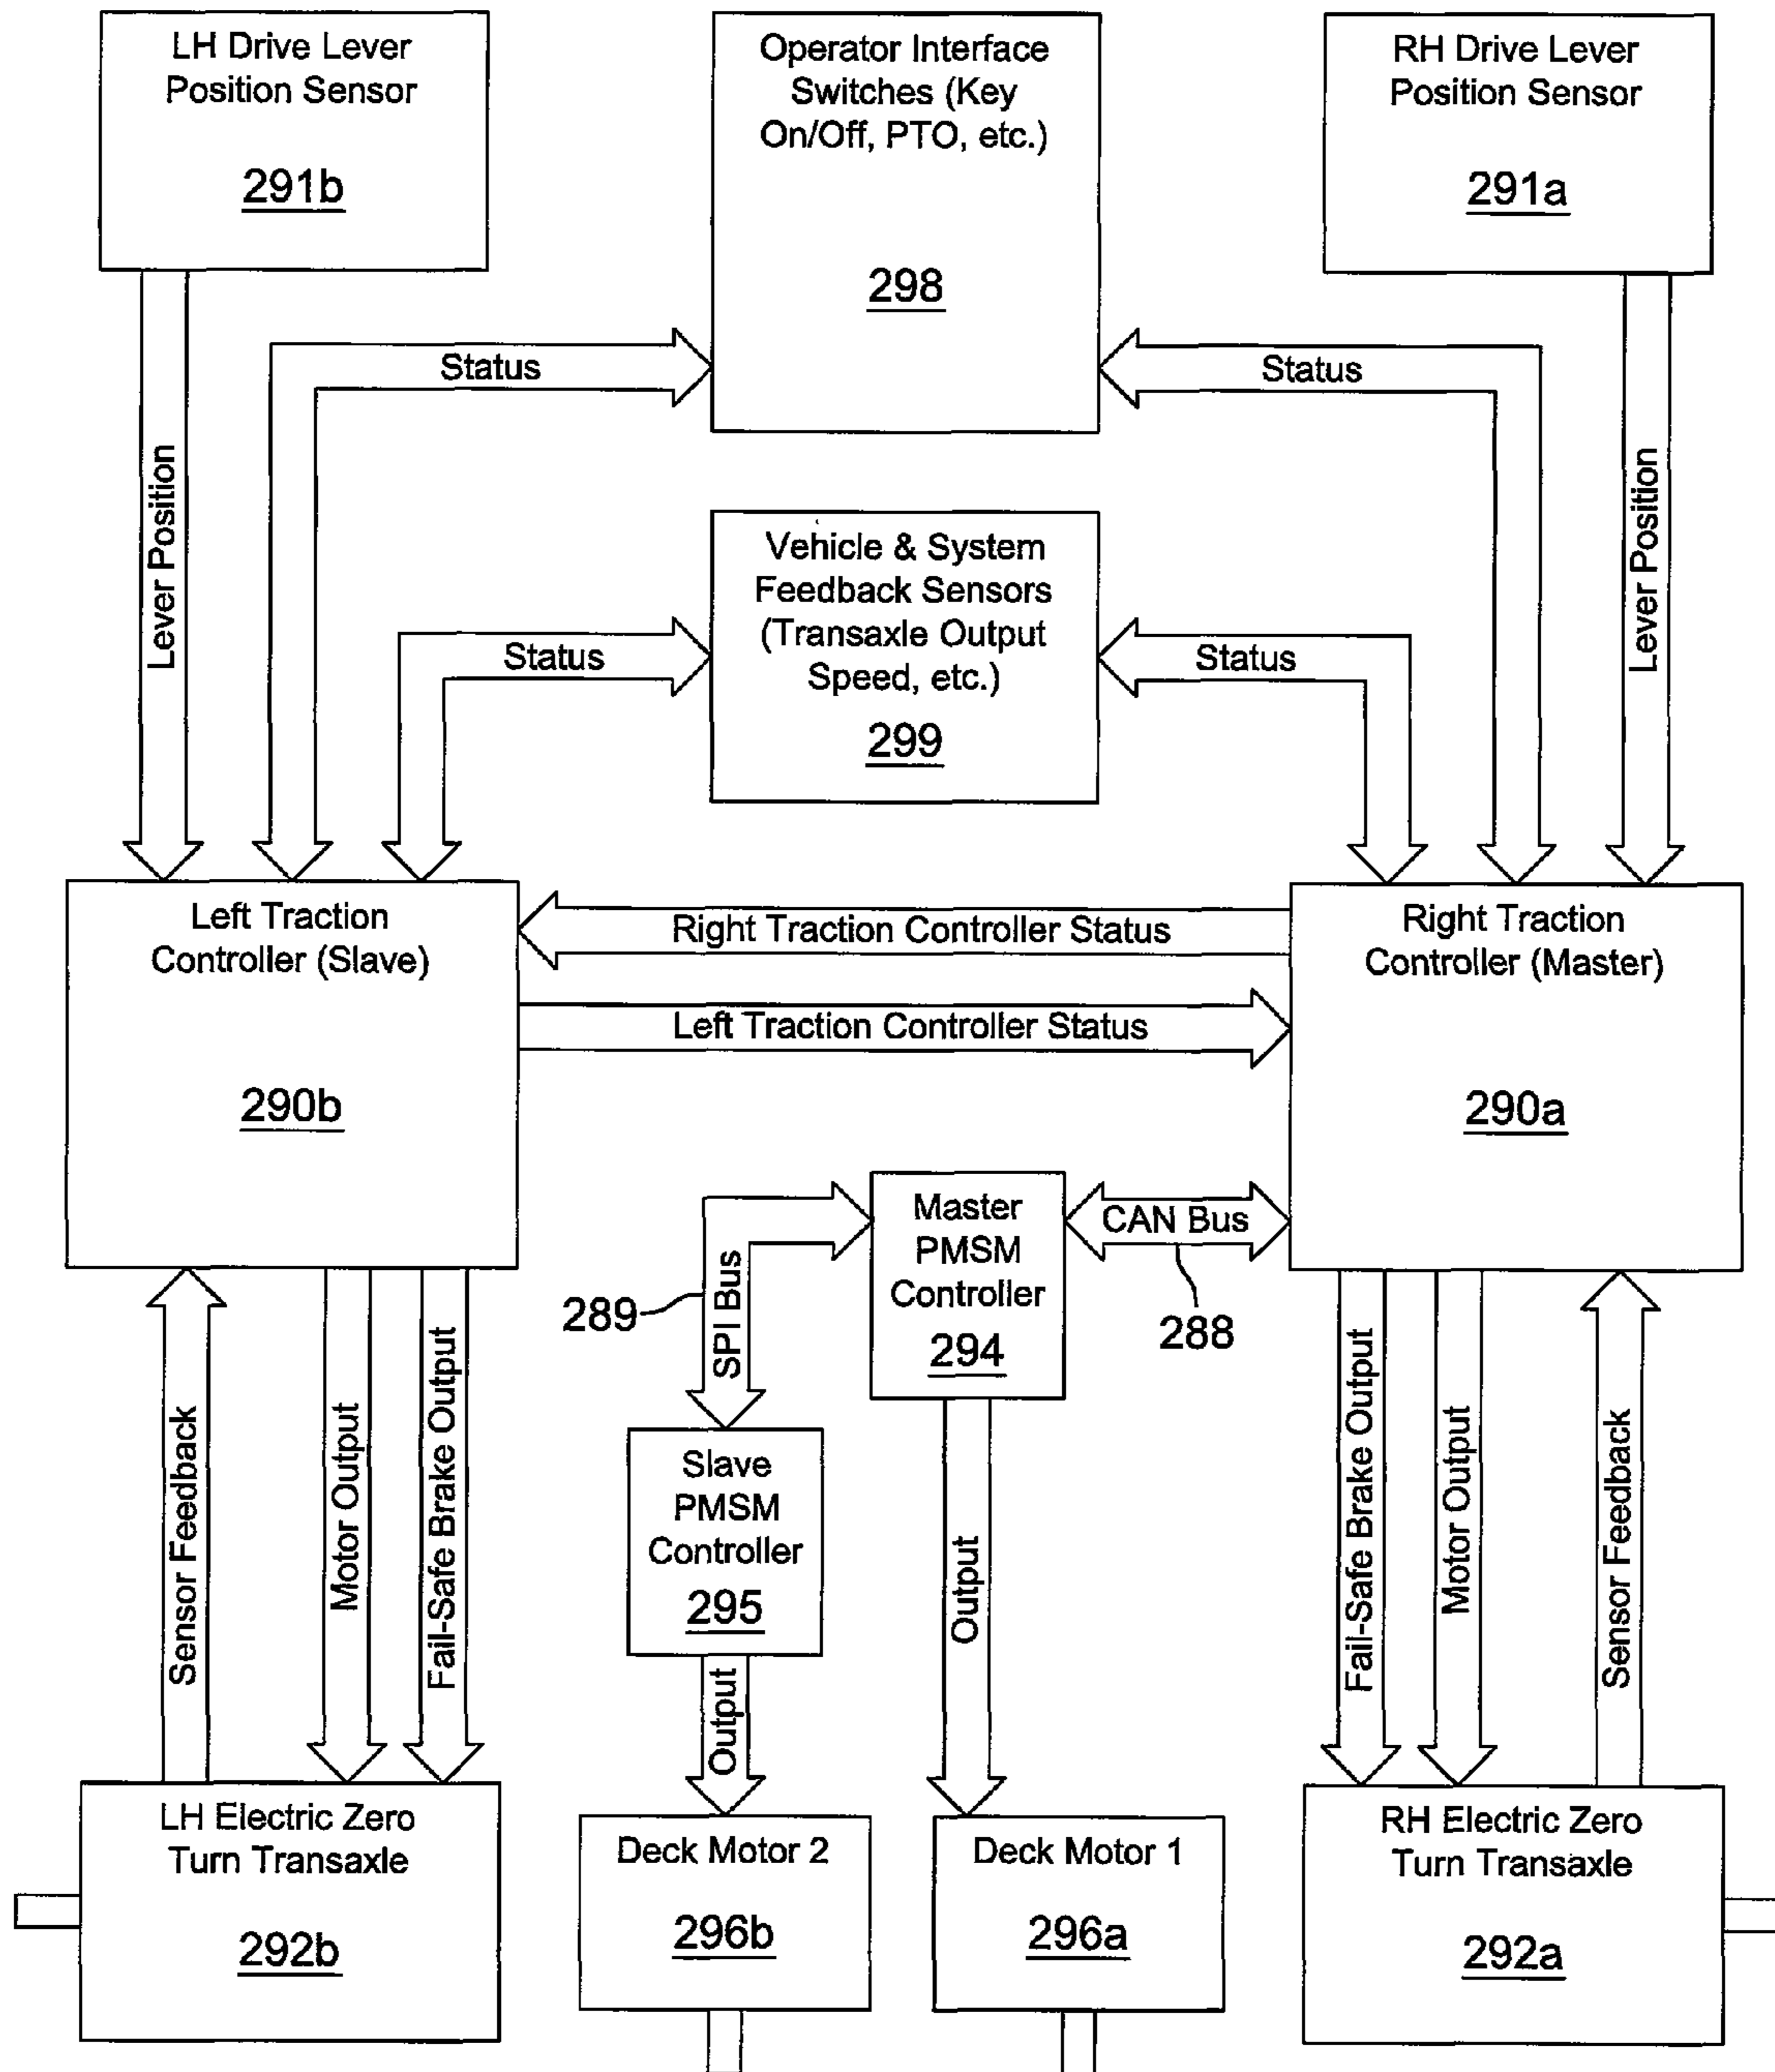 LH Drive Lever
Position Sensor
291b
Operator Interface
Switches (Key
On/Off, PTO, etc.)
298
RH Drive Lever
Position Sensor
291a
Status
Status
Lever Position
Lever Position
Vehicle & System
Feedback Sensors
(Transaxle Output
Speed, etc.)
299
Status
Status
Left Traction
Controller (Slave)
290b
Right Traction Controller Status
Left Traction Controller Status
Right Traction
Controller (Master)
290a
Master
PMSM
Controller
294
CAN Bus
288
SPI Bus
289
Slave
PMSM
Controller
295
Sensor Feedback
Motor Output
Fail-Safe Brake Output
Output
Output
Fail-Safe Brake Output
Motor Output
Sensor Feedback
LH Electric Zero
Turn Transaxle
292b
Deck Motor 2
296b
Deck Motor 1
296a
RH Electric Zero
Turn Transaxle
292a